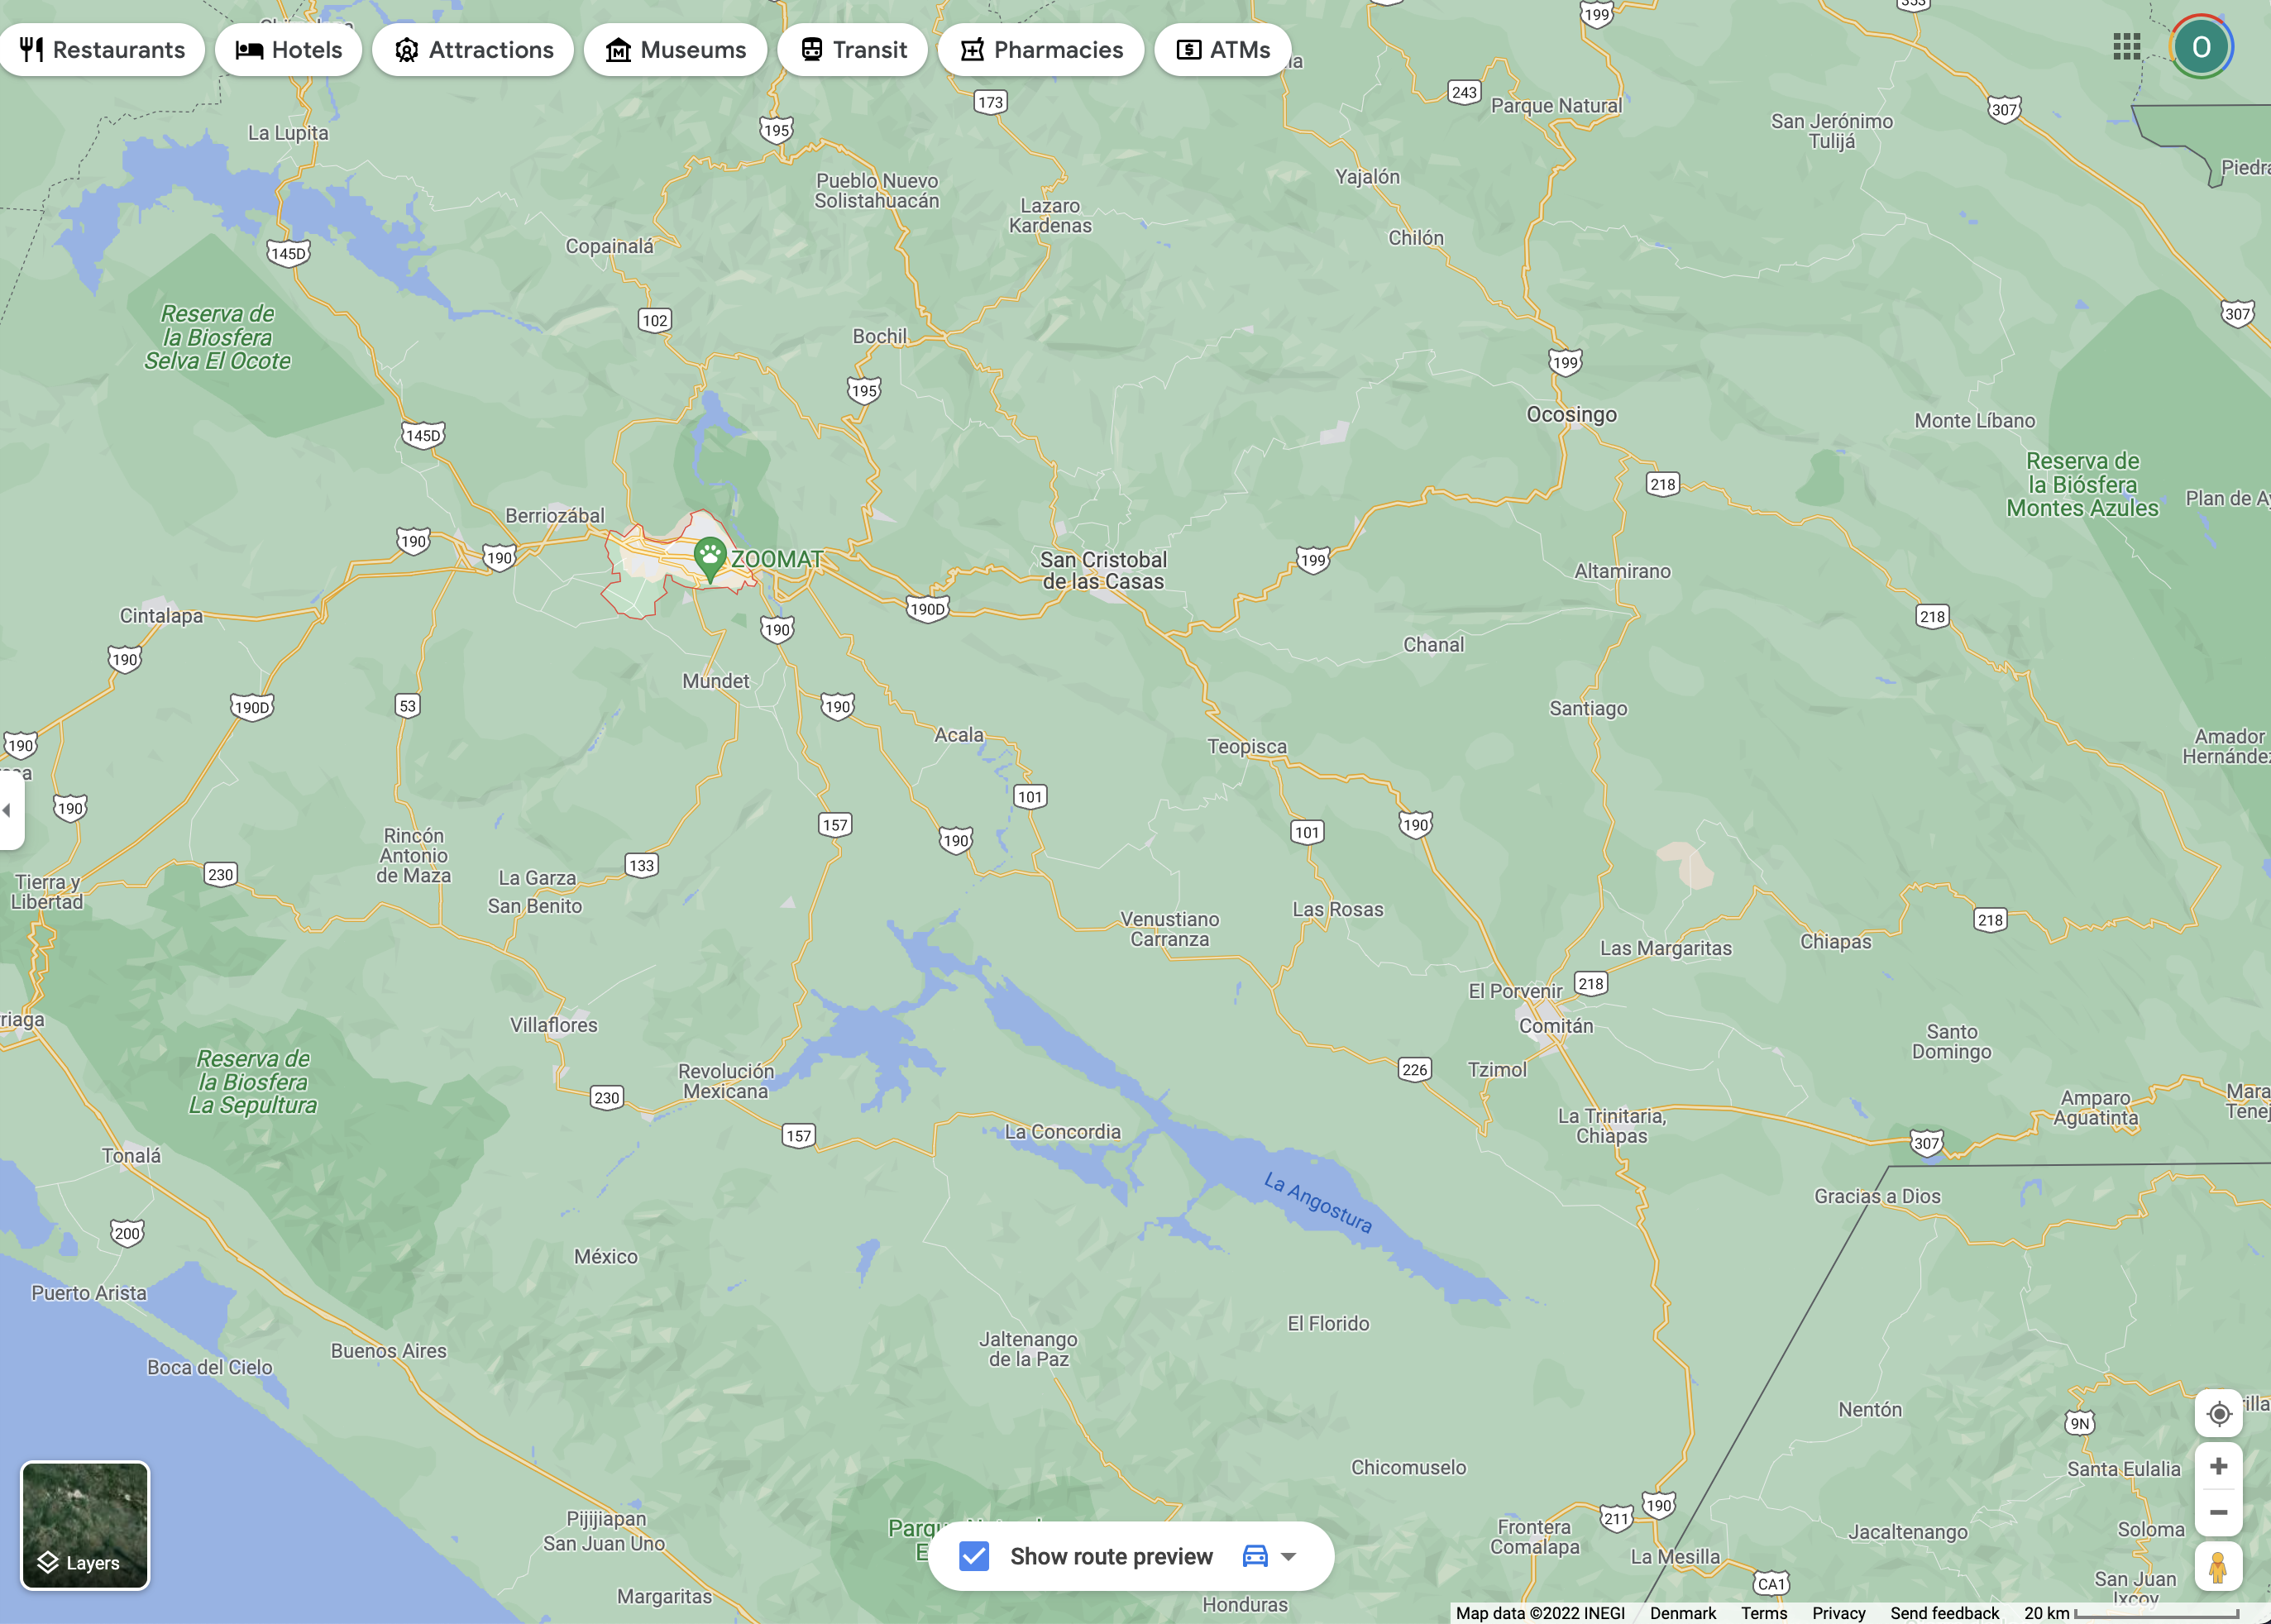 Restaurants
Hotels
Attractions
Museums
Transit
Pharmacies
ATMs
O
199
353
243
173
Parque Natural
307
La Lupita
195
San Jerónimo
Tulijá
Pueblo Nuevo
Solistahuacán
Yajalón
Lazaro
Kardenas
Copainalá
Chilón
145D
Reserva de
la Biosfera
Selva El Ocote
102
307
Bochil
199
195
Ocosingo
Monte Líbano
145D
Reserva de
la Biósfera
Montes Azules
218
Berriozábal
190
190
ZOOMAT
San Cristobal
de las Casas
199
Altamirano
190D
Cintalapa
218
190
Chanal
190
Mundet
190D
53
190
Santiago
190
Acala
Teopisca
Amador
101
190
157
101
190
190
Rincón
Antonio
de Maza
133
230
La Garza
San Benito
Tierra y
Libertad
Las Rosas
Venustiano
Carranza
218
Las Margaritas
Chiapas
218
El Porvenir
Comitán
Villaflores
Santo
Domingo
Reserva de
la Biosfera
La Sepultura
Revolución
Mexicana
226
Tzimol
230
Amparo
Aguatinta
La Trinitaria,
Chiapas
157
La Concordia
307
Tonalá
La Angostura
Gracias a Dios
200
México
Puerto Arista
El Florido
Jaltenango
de la Paz
Buenos Aires
Boca del Cielo
Nentón
9N
Chicomuselo
Santa Eulalia
190
211
Pijijiapan
San Juan Uno
Frontera
Comalapa
Jacaltenango
Soloma
La Mesilla
Layers
Show route preview
CA1
San Juan
Ixcoy
Margaritas
Honduras
Map data ©2022 INEGI
Denmark
Terms
Privacy
Send feedback
20 km